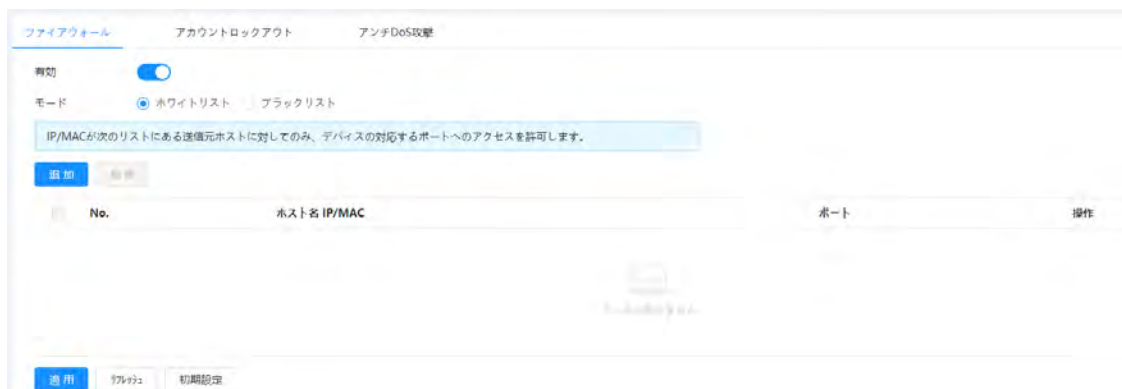 ファイアウォール アカウントロックアウト アンチDoS攻撃
有効
モード ホワイトリスト ブラックリスト
IP/MACが次のリストにある送信元ホストに対してのみ、デバイスの対応するポートへのアクセスを許可します。
追加
No. ホスト名 IP/MAC ポート 操作
適用 リフレッシュ 初期設定